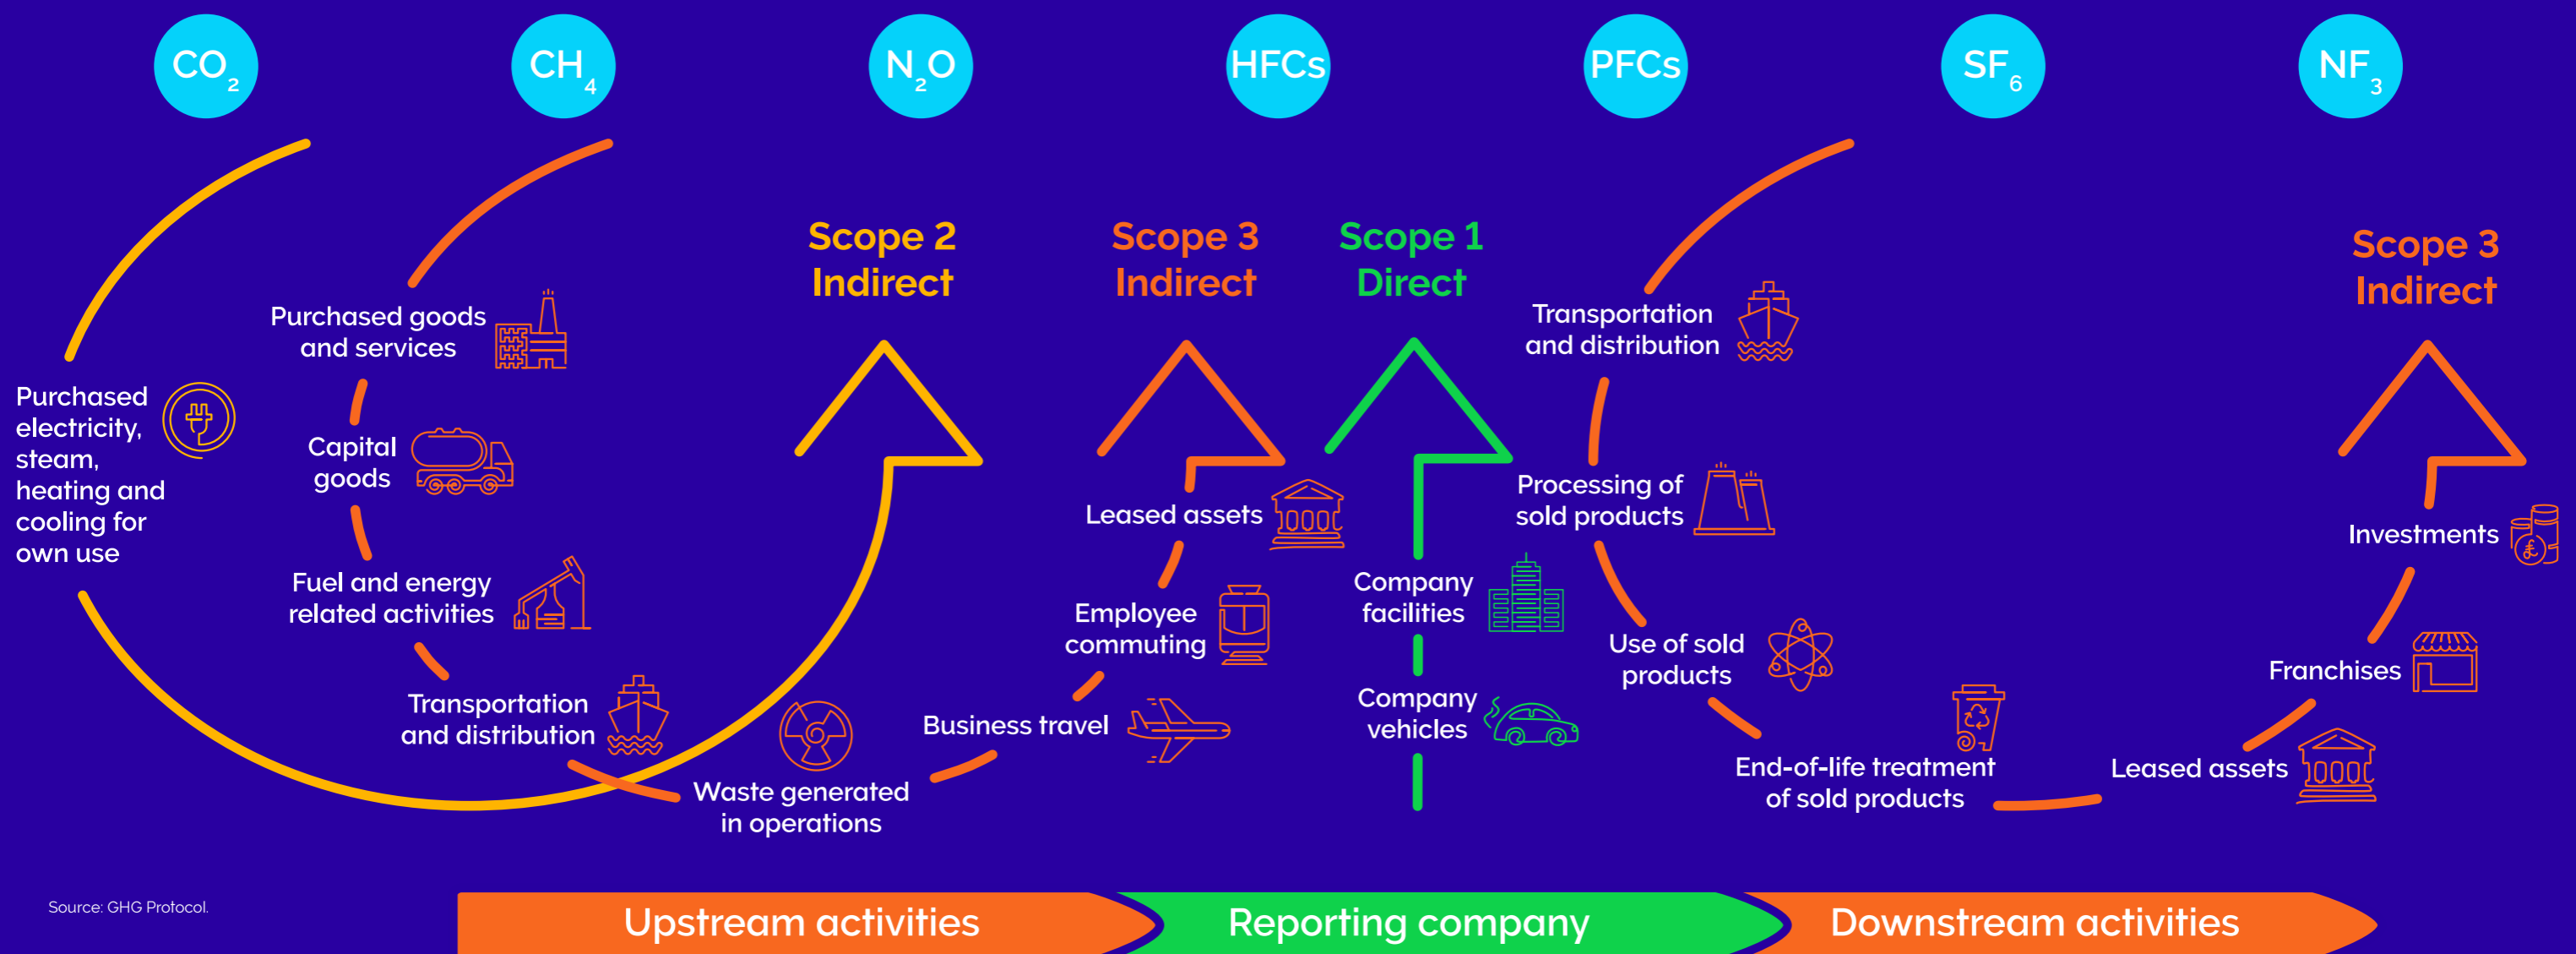 CO₂
CH₄
N₂O
HFCs
PFCs
SF₆
NF₃
Purchased
electricity,
steam,
heating and
cooling for
own use
Scope 2
Indirect
Purchased goods
and services
Capital
goods
Fuel and energy
related activities
Transportation
and distribution
Waste generated
in operations
Business travel
Employee
commuting
Leased assets
Scope 3
Indirect
Scope 1
Direct
Company
facilities
Company
vehicles
Transportation
and distribution
Processing of
sold products
Use of sold
products
End-of-life treatment
of sold products
Leased assets
Franchises
Investments
£
Scope 3
Indirect
Source: GHG Protocol.
Upstream activities
Reporting company
Downstream activities